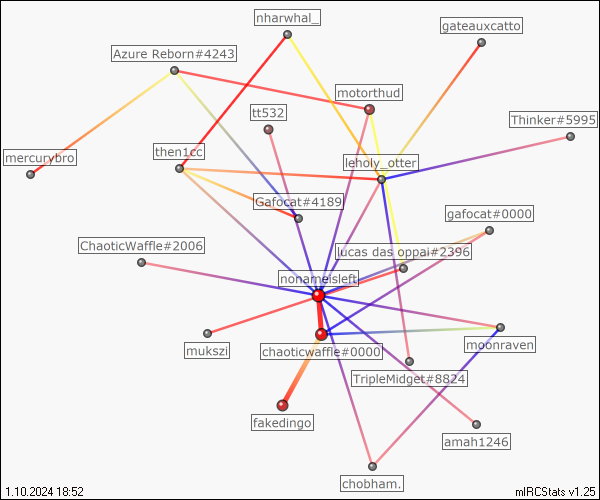 nharwhal_
gateauxcatto
Azure Reborn#4243
motorthud
tt532
Thinker#5995
mercurybro
then1cc
leholy_otter
Gafocat#4189
gafocat#0000
ChaoticWaffle#2006
lucas das oppai#2396
nonameisleft
mukszi
chaoticwaffle#0000
moonraven
TripleMidget#8824
fakedingo
amah1246
chobham.
1.10.2024 18:52
mIRCStats v1.25